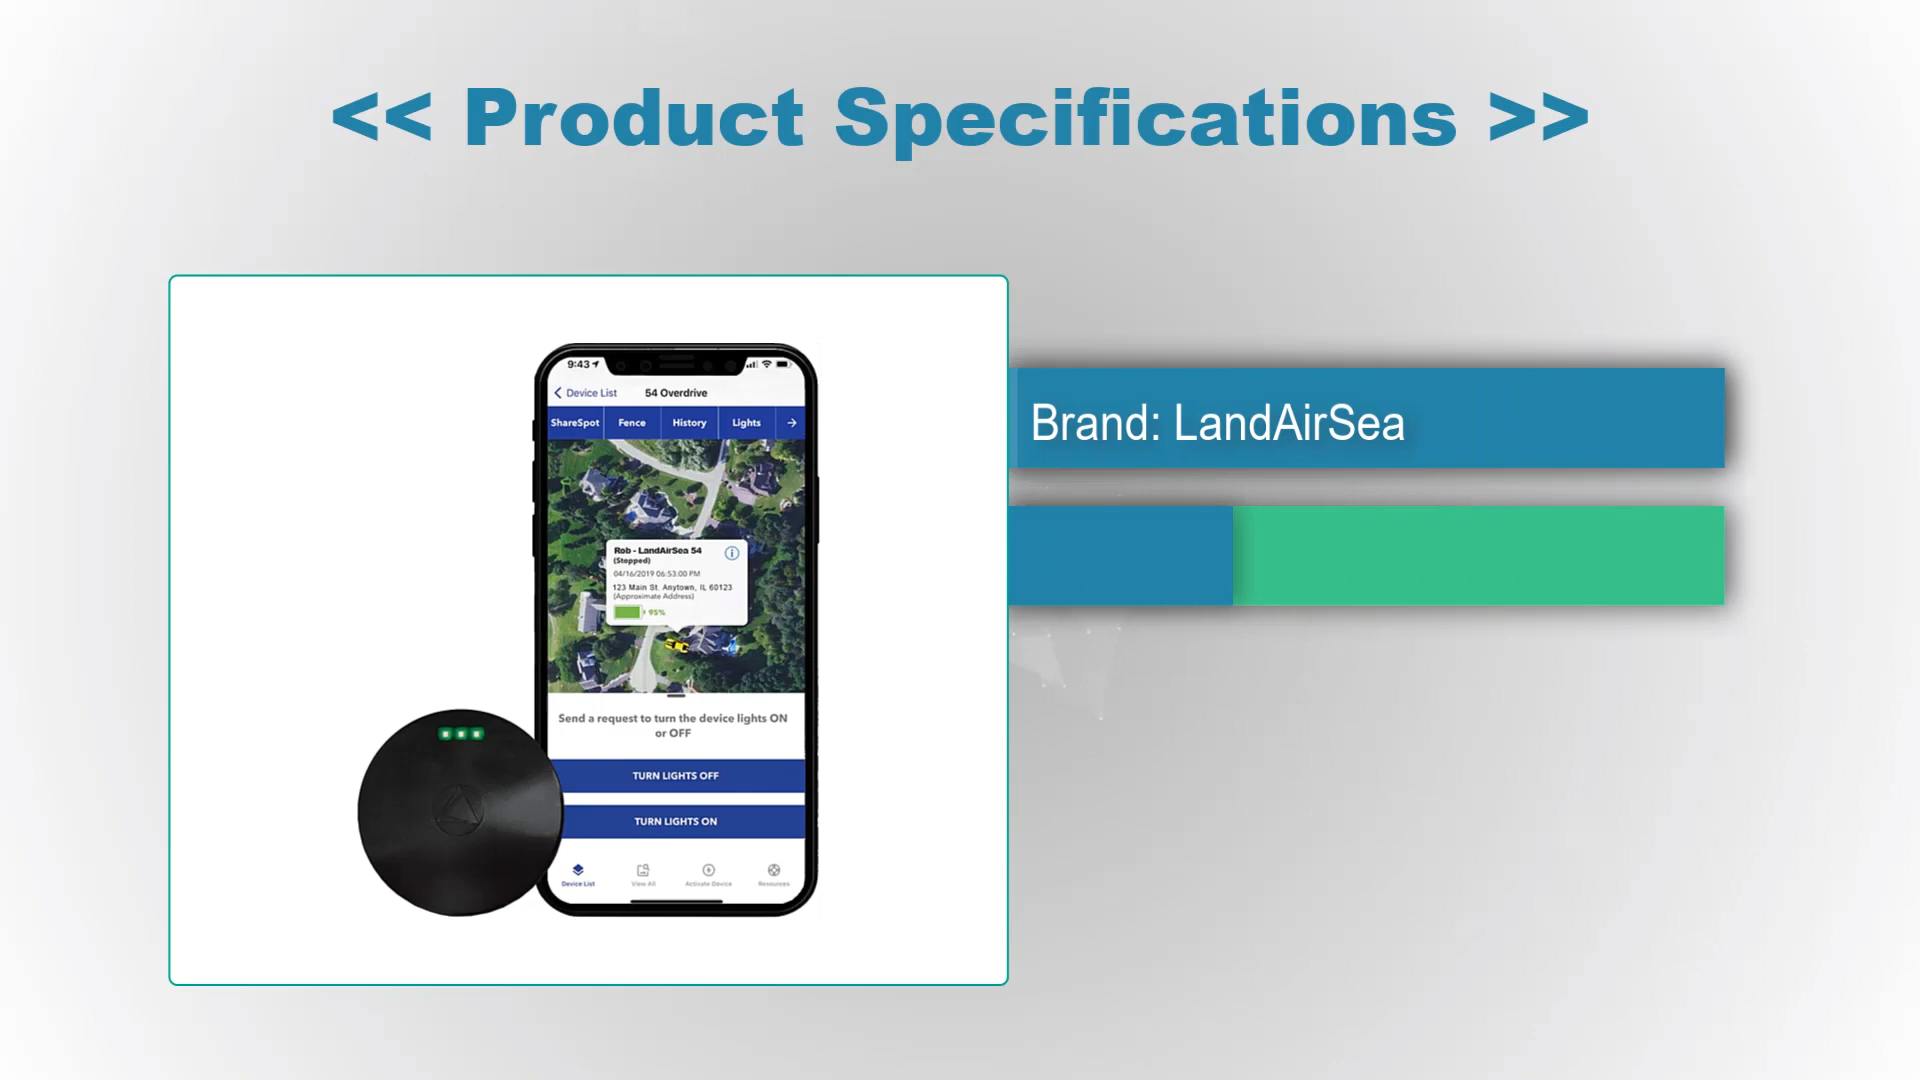 << Product Specifications >>
9:43
Device List
54 Overdrive
ShareSpot
Fence
History
Lights
Rob - LandAirSea 54
(Stopped)
04/16/2019 06:53:00 PM
123 Main St. Anytown, IL 60123
(Approximate Address)
95%
Send a request to turn the device lights ON
or OFF
TURN LIGHTS OFF
TURN LIGHTS ON
Device List
View All
Activate Device
Resources
Brand: LandAirSea